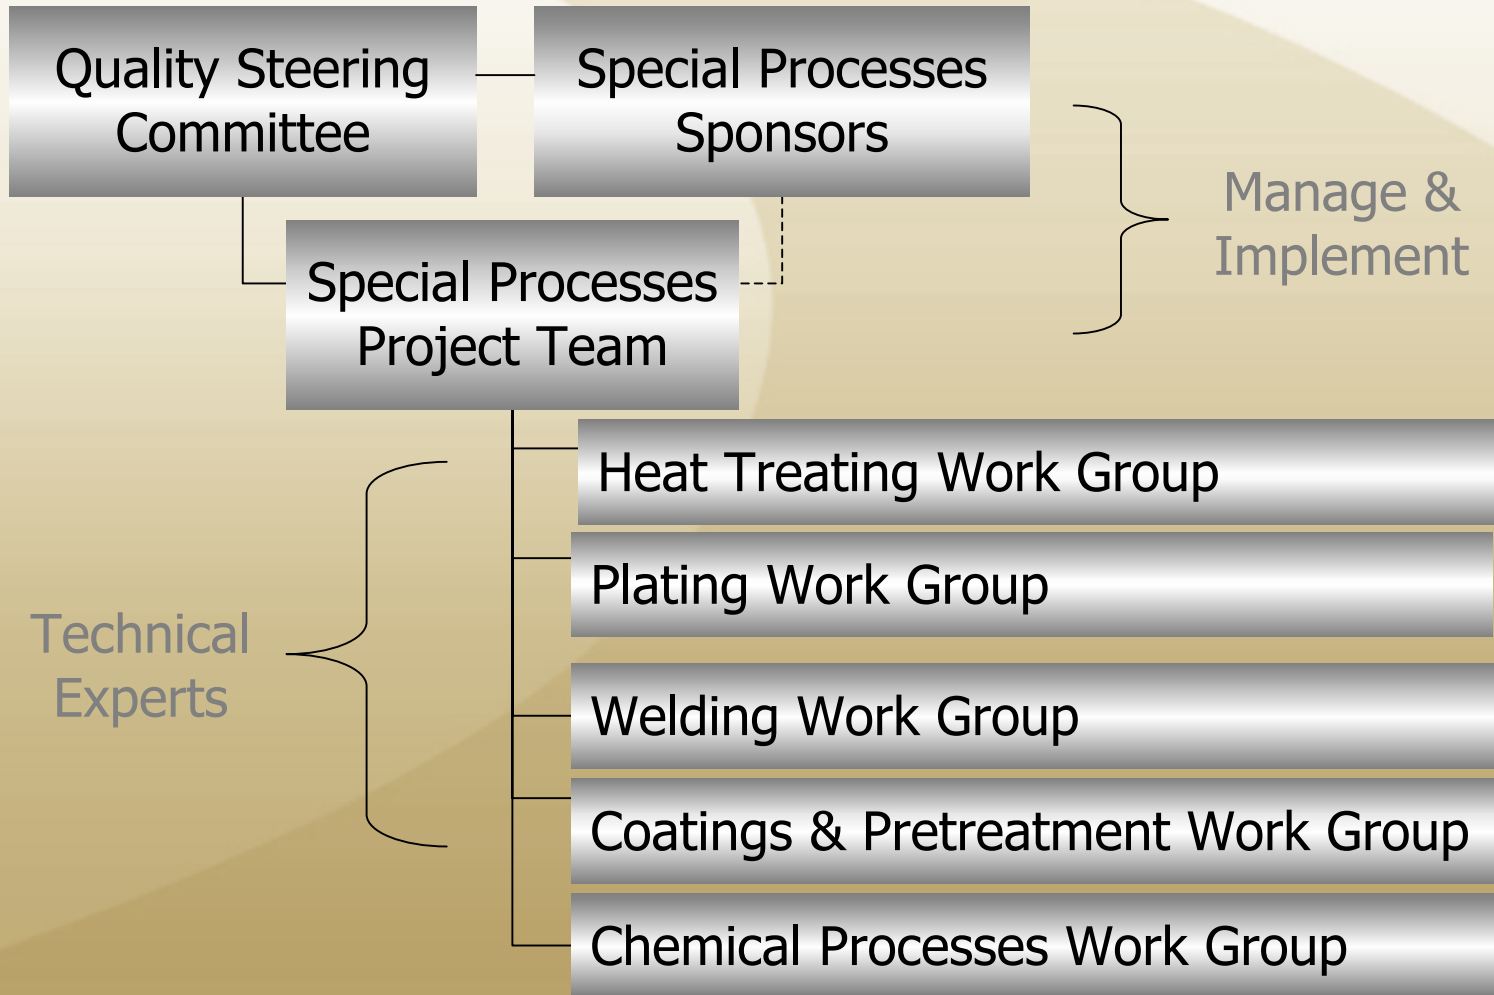 Quality Steering
Committee
Special Processes
Sponsors
Manage &
Implement
Special Processes
Project Team
Technical
Experts
Heat Treating Work Group
Plating Work Group
Welding Work Group
Coatings & Pretreatment Work Group
Chemical Processes Work Group